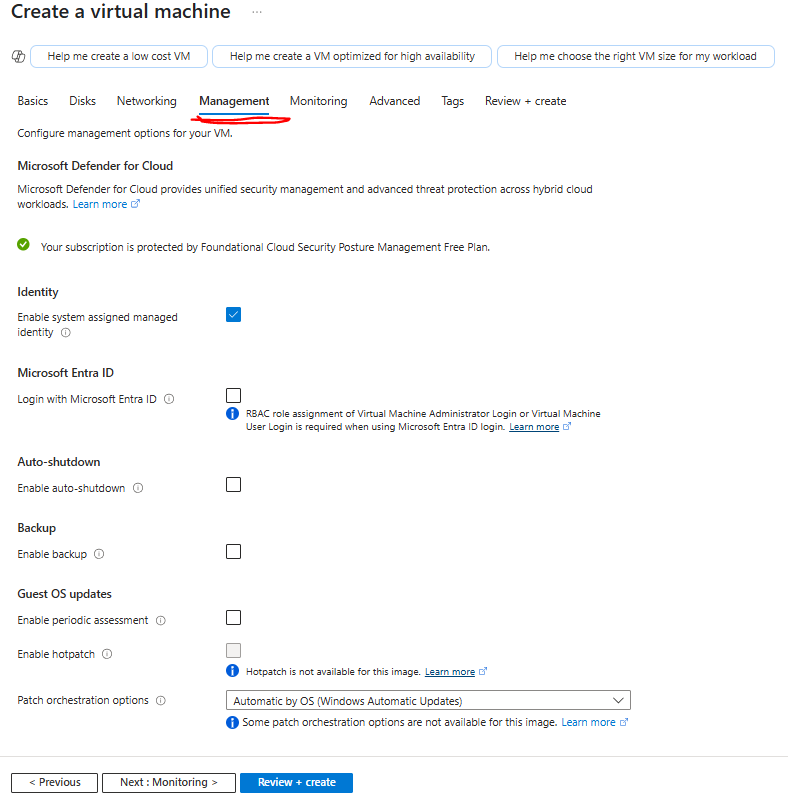 Create a virtual machine ...
Help me create a low cost VM
Help me create a VM optimized for high availability
Help me choose the right VM size for my workload
Basics Disks Networking Management Monitoring Advanced Tags Review + create
Configure management options for your VM.
Microsoft Defender for Cloud
Microsoft Defender for Cloud provides unified security management and advanced threat protection across hybrid cloud
workloads. Learn more
Your subscription is protected by Foundational Cloud Security Posture Management Free Plan.
Identity
Enable system assigned managed
identity
Microsoft Entra ID
Login with Microsoft Entra ID
RBAC role assignment of Virtual Machine Administrator Login or Virtual Machine
User Login is required when using Microsoft Entra ID login. Learn more
Auto-shutdown
Enable auto-shutdown
Backup
Enable backup
Guest OS updates
Enable periodic assessment
Enable hotpatch
Hotpatch is not available for this image. Learn more
Patch orchestration options
Automatic by OS (Windows Automatic Updates)
Some patch orchestration options are not available for this image. Learn more
< Previous
Next : Monitoring >
Review + create